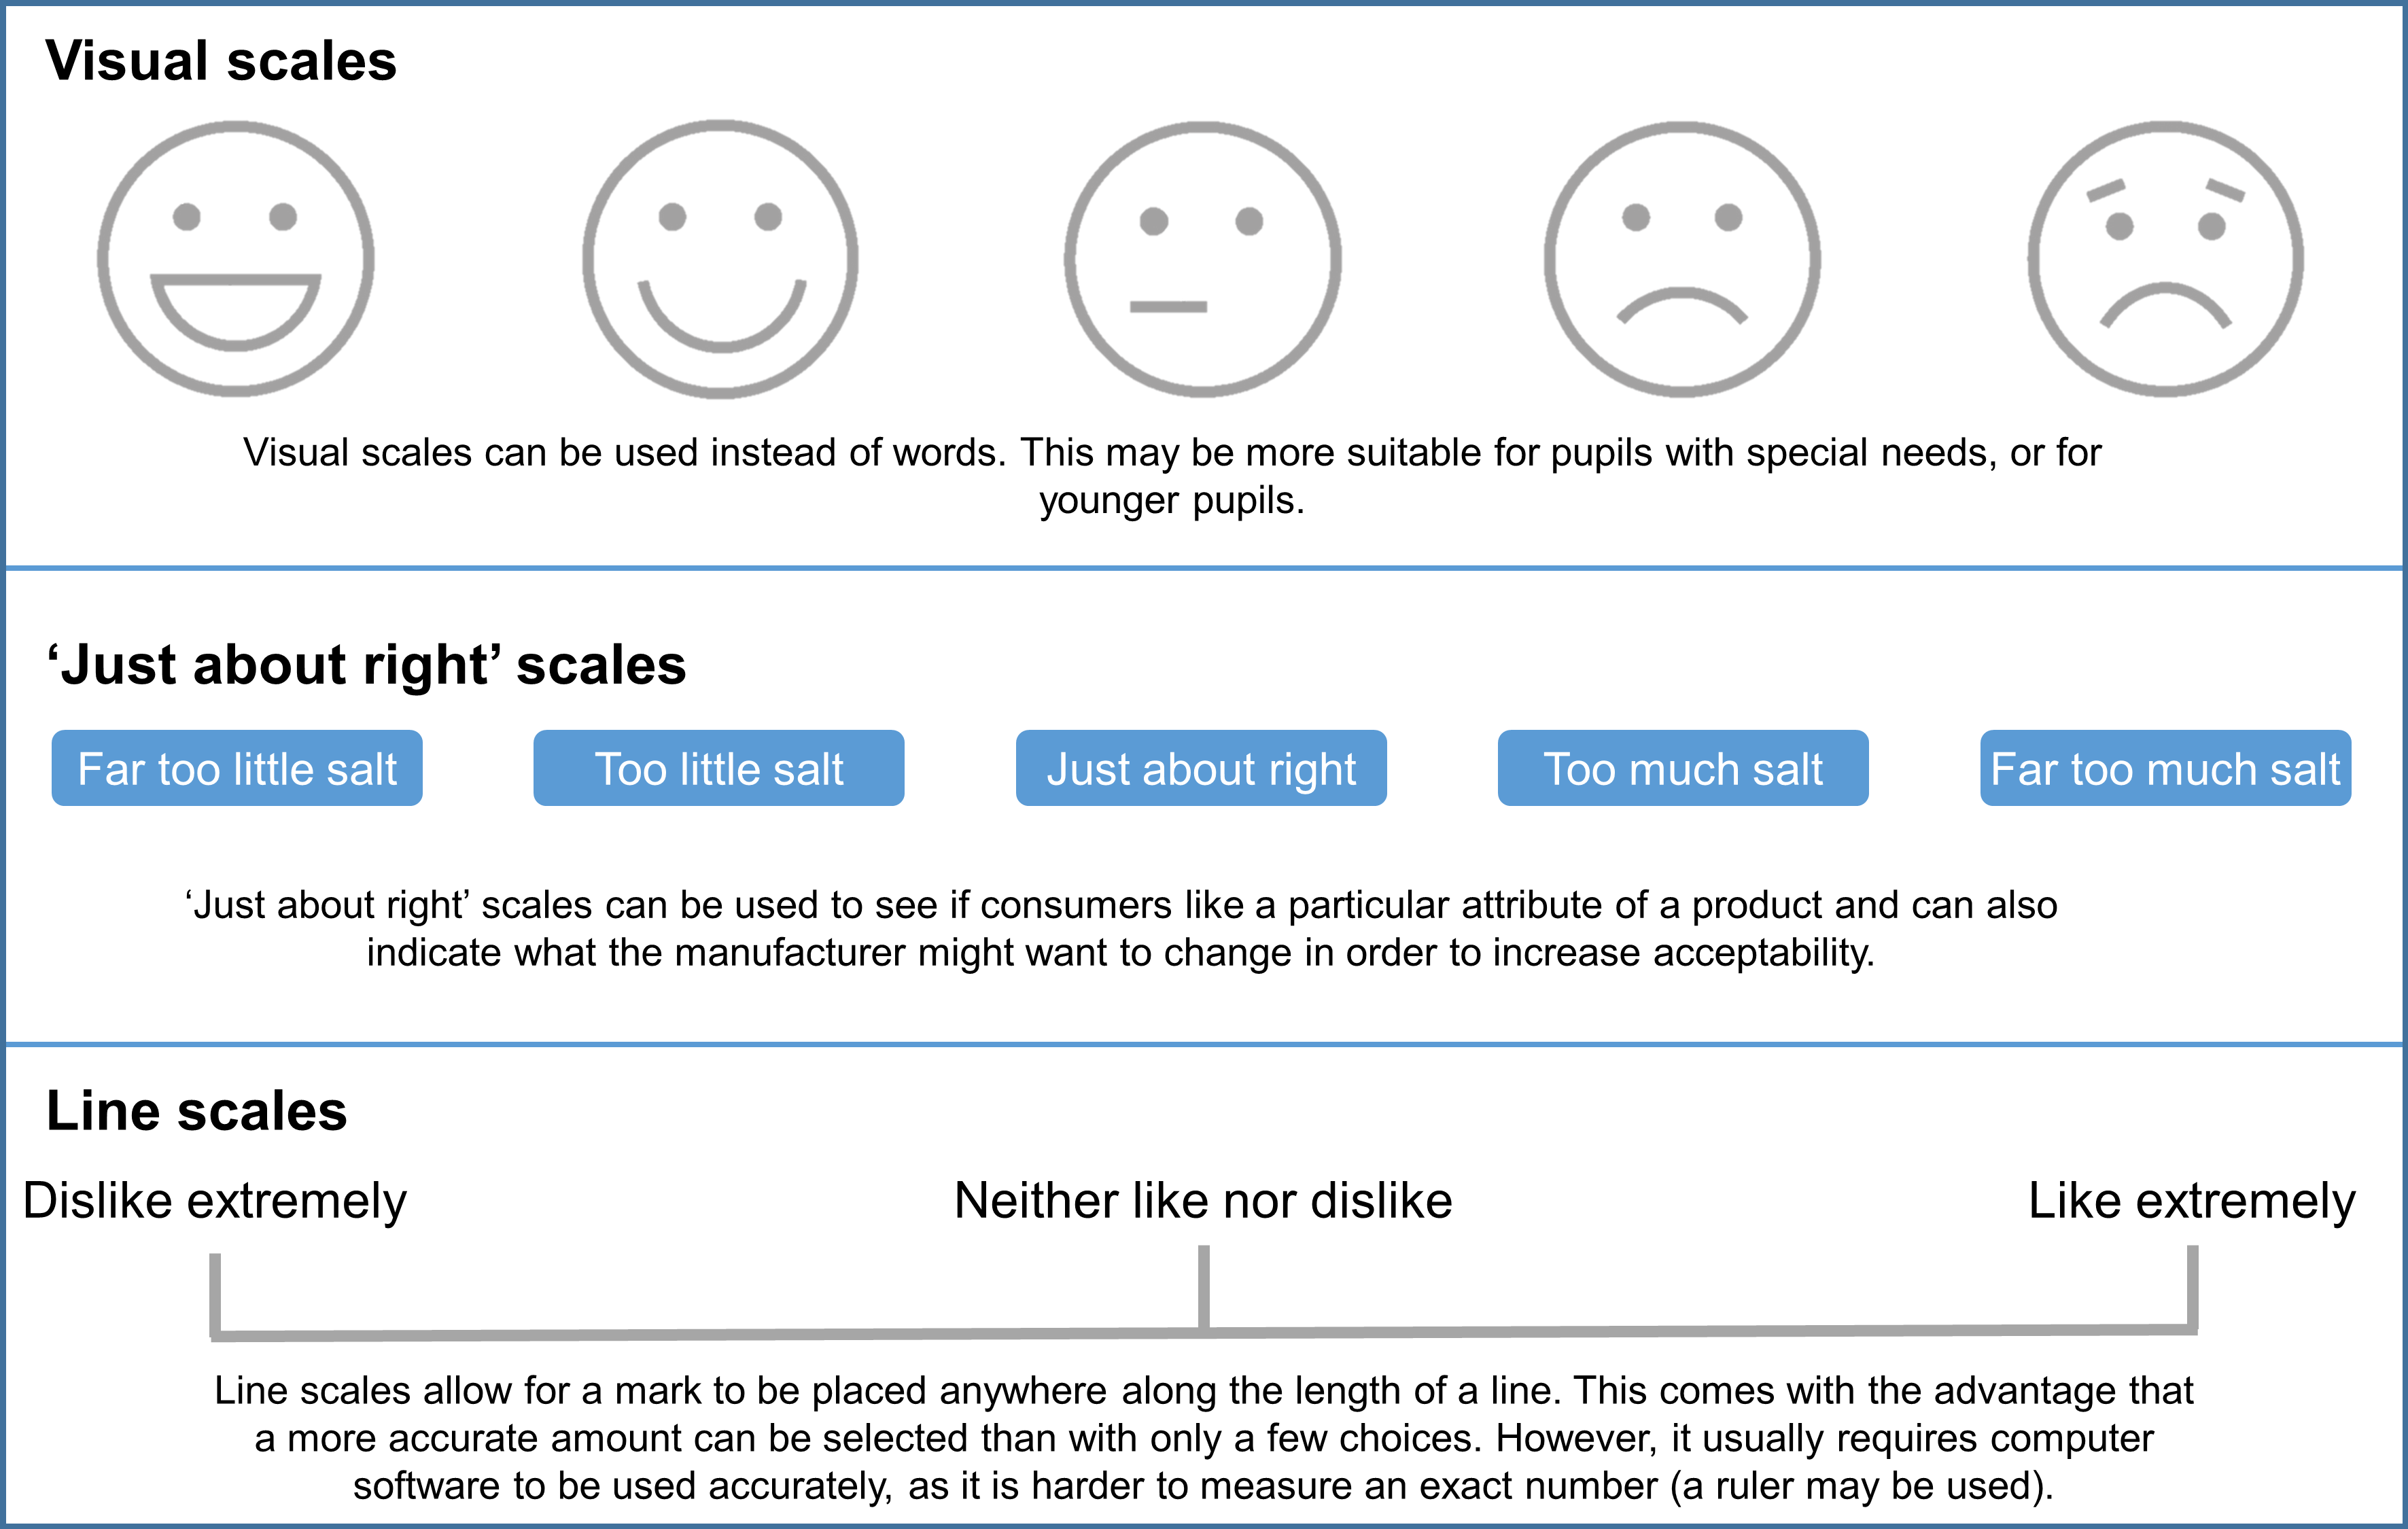 Visual scales
Visual scales can be used instead of words. This may be more suitable for pupils with special needs, or for
younger pupils.
‘Just about right’ scales
Far too little salt
Too little salt
Just about right
Too much salt
Far too much salt
‘Just about right’ scales can be used to see if consumers like a particular attribute of a product and can also
indicate what the manufacturer might want to change in order to increase acceptability.
Line scales
Dislike extremely
Neither like nor dislike
Like extremely
Line scales allow for a mark to be placed anywhere along the length of a line. This comes with the advantage that
a more accurate amount can be selected than with only a few choices. However, it usually requires computer
software to be used accurately, as it is harder to measure an exact number (a ruler may be used).